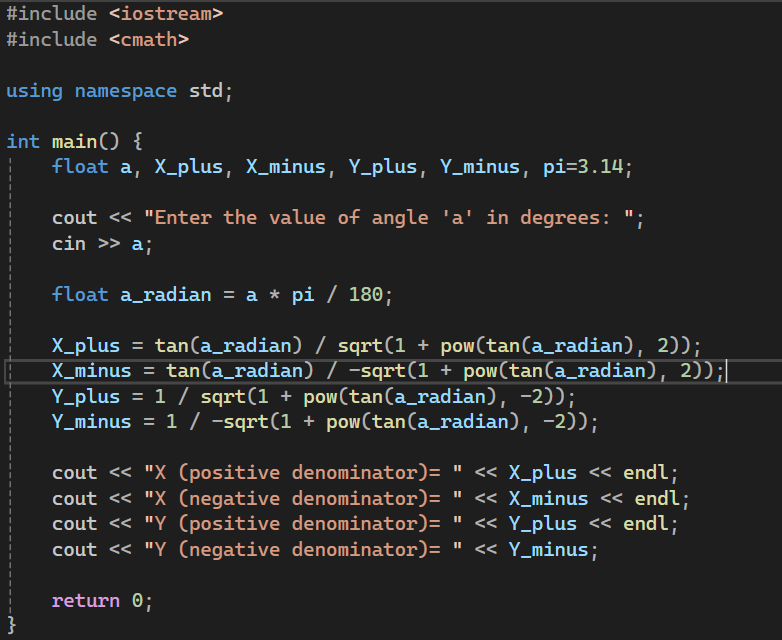 #include <iostream>
#include <cmath>

using namespace std;

int main() {
    float a, X_plus, X_minus, Y_plus, Y_minus, pi=3.14;

    cout << "Enter the value of angle 'a' in degrees: ";
    cin >> a;

    float a_radian = a * pi / 180;

    X_plus = tan(a_radian) / sqrt(1 + pow(tan(a_radian), 2));
    X_minus = tan(a_radian) / -sqrt(1 + pow(tan(a_radian), 2));
    Y_plus = 1 / sqrt(1 + pow(tan(a_radian), -2));
    Y_minus = 1 / -sqrt(1 + pow(tan(a_radian), -2));

    cout << "X (positive denominator)= " << X_plus << endl;
    cout << "X (negative denominator)= " << X_minus << endl;
    cout << "Y (positive denominator)= " << Y_plus << endl;
    cout << "Y (negative denominator)= " << Y_minus;

    return 0;
}